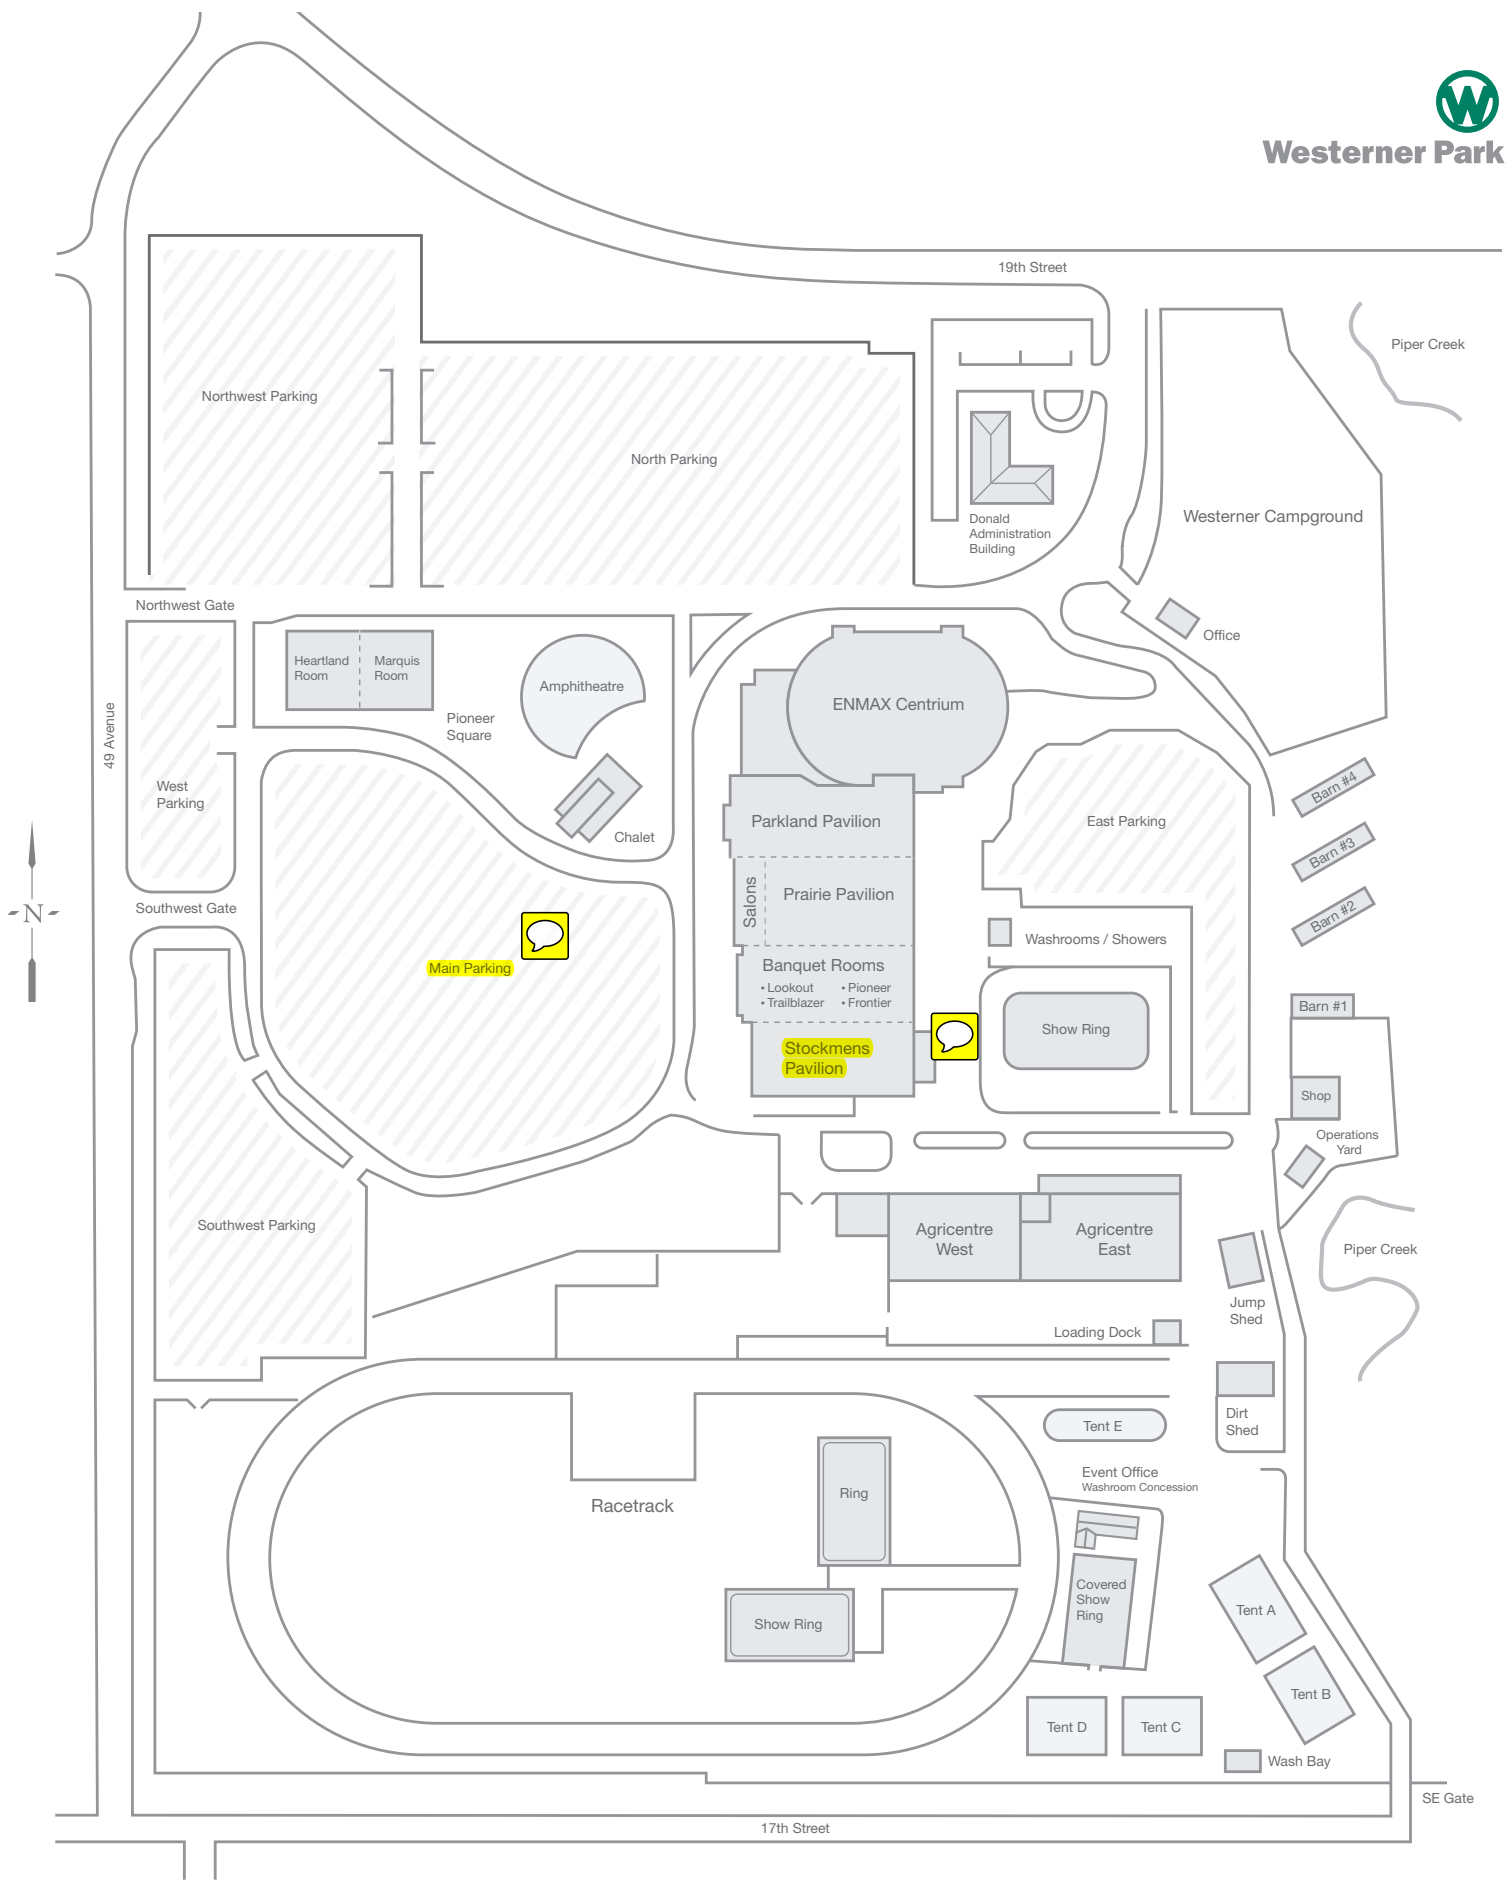 W
Westerner Park
19th Street
Piper Creek
Northwest Parking
North Parking
Donald
Administration
Building
Westerner Campground
Northwest Gate
Office
Heartland
Room
Marquis
Room
Amphitheatre
Pioneer
Square
ENMAX Centrium
49 Avenue
West
Parking
Chalet
Parkland Pavilion
East Parking
Barn #4
Barn #3
Barn #2
Salons
Prairie Pavilion
Southwest Gate
N
Main Parking
Washrooms / Showers
Banquet Rooms
• Lookout
• Pioneer
• Trailblazer
• Frontier
Barn #1
Show Ring
Stockmens
Pavilion
Shop
Operations
Yard
Southwest Parking
Agricentre
West
Agricentre
East
Piper Creek
Jump
Shed
Loading Dock
Dirt
Shed
Tent E
Event Office
Washroom Concession
Ring
Racetrack
Covered
Show
Ring
Tent A
Show Ring
Tent B
Tent D
Tent C
Wash Bay
SE Gate
17th Street